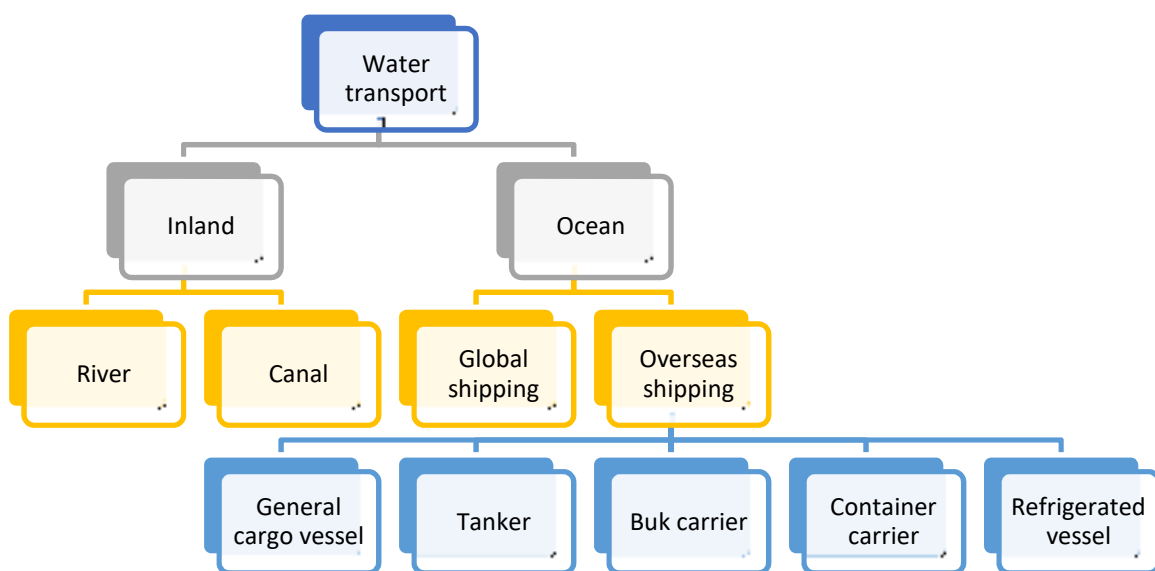 Water
transport
Inland
Ocean
River
Canal
Global
shipping
Overseas
shipping
General
cargo vessel
Tanker
Buk carrier
Container
carrier
Refrigerated
vessel